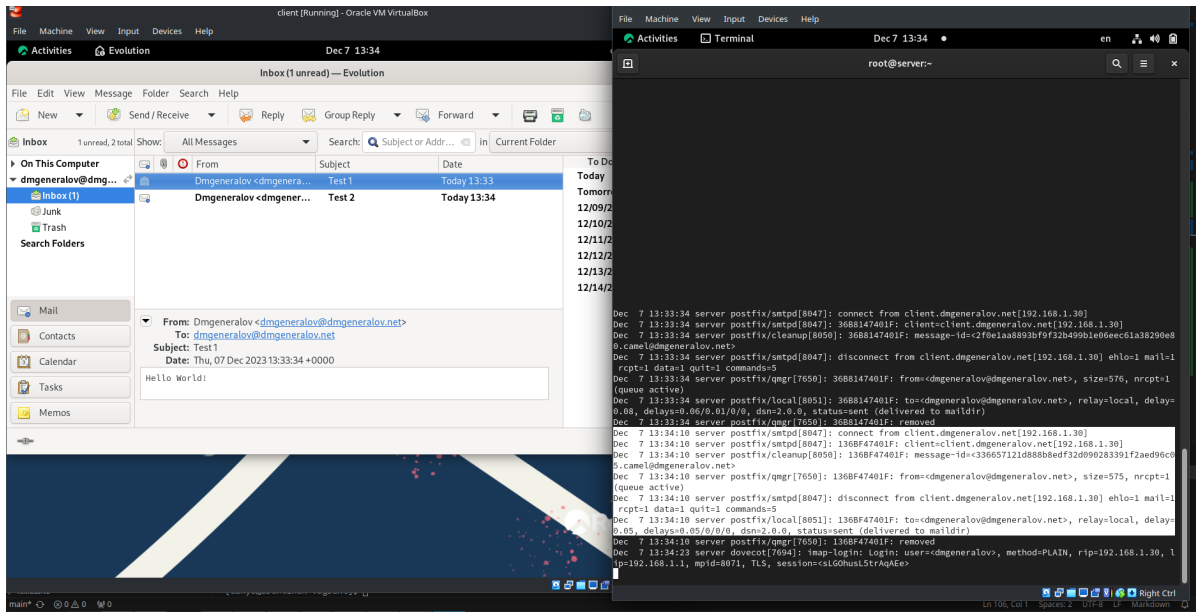 client [Running] - Oracle VM VirtualBox
File Machine View Input Devices Help
Activities Evolution Dec 7 13:34
Inbox (1 unread) — Evolution
File Edit View Message Folder Search Help
New Send / Receive Reply Group Reply Forward
Inbox 1 unread, 2 total Show: All Messages Search: Subject or Addr... in Current Folder
On This Computer
dmgeneralov@dmg...
Inbox (1)
Junk
Trash
Search Folders
From Subject Date
Dmgeneralov <dmgenera... Test 1 Today 13:33
Dmgeneralov <dmgener... Test 2 Today 13:34
To Do
Today
Tomorr
12/09/2
12/10/2
12/11/2
12/12/2
12/13/2
12/14/2
Mail
Contacts
Calendar
Tasks
Memos
From: Dmgeneralov <dmgeneralov@dmgeneralov.net>
To: dmgeneralov@dmgeneralov.net
Subject: Test 1
Date: Thu, 07 Dec 2023 13:33:34 +0000
Hello World!
File Machine View Input Devices Help
Activities Terminal Dec 7 13:34 en
root@server:~
Dec 7 13:33:34 server postfix/smtpd[8047]: connect from client.dmgeneralov.net[192.168.1.30]
Dec 7 13:33:34 server postfix/smtpd[8047]: 36B8147401F: client=client.dmgeneralov.net[192.168.1.30]
Dec 7 13:33:34 server postfix/cleanup[8050]: 36B8147401F: message-id=<2f0e1aa8893bf9f32b499b1e06eec61a38290e8
0.camel@dmgeneralov.net>
Dec 7 13:33:34 server postfix/smtpd[8047]: disconnect from client.dmgeneralov.net[192.168.1.30] ehlo=1 mail=1
rcpt=1 data=1 quit=1 commands=5
Dec 7 13:33:34 server postfix/qmgr[7650]: 36B8147401F: from=<dmgeneralov@dmgeneralov.net>, size=576, nrcpt=1
(queue active)
Dec 7 13:33:34 server postfix/local[8051]: 36B8147401F: to=<dmgeneralov@dmgeneralov.net>, relay=local, delay=
0.08, delays=0.06/0.01/0/0, dsn=2.0.0, status=sent (delivered to maildir)
Dec 7 13:33:34 server postfix/qmgr[7650]: 36B8147401F: removed
Dec 7 13:34:10 server postfix/smtpd[8047]: connect from client.dmgeneralov.net[192.168.1.30]
Dec 7 13:34:10 server postfix/smtpd[8047]: 136BF47401F: client=client.dmgeneralov.net[192.168.1.30]
Dec 7 13:34:10 server postfix/cleanup[8050]: 136BF47401F: message-id=<336657121d888b8edf32d090283391f2aed96c0
5.camel@dmgeneralov.net>
Dec 7 13:34:10 server postfix/qmgr[7650]: 136BF47401F: from=<dmgeneralov@dmgeneralov.net>, size=575, nrcpt=1
(queue active)
Dec 7 13:34:10 server postfix/smtpd[8047]: disconnect from client.dmgeneralov.net[192.168.1.30] ehlo=1 mail=1
rcpt=1 data=1 quit=1 commands=5
Dec 7 13:34:10 server postfix/local[8051]: 136BF47401F: to=<dmgeneralov@dmgeneralov.net>, relay=local, delay=
0.05, delays=0.05/0/0/0, dsn=2.0.0, status=sent (delivered to maildir)
Dec 7 13:34:10 server postfix/qmgr[7650]: 136BF47401F: removed
Dec 7 13:34:23 server dovecot[7694]: imap-login: Login: user=<dmgeneralov>, method=PLAIN, rip=192.168.1.30, l
ip=192.168.1.1, mpid=8071, TLS, session=<sLGOhusL5trAqAEe>
Right Ctrl
main* 0 0 0
Ln 106, Col 1 Spaces: 2 UTF-8 LF Markdown